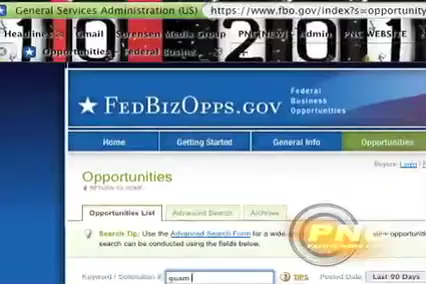 General Services Administration (US) https://www.fbo.gov/index?s=opportunity
Headlines Gmail Sorensen Media Group PNC [NEW] Admin PNC WEBSITE
Opportunities Federal Busine
FEDBIZOPPS.GOV
Federal
Business
Opportunities
Home Getting Started General Info Opportunities
Buyers: Login
Opportunities
Opportunities List Advanced Search Archives
Search Tip: Use the Advanced Search Form for a wide opportunities
search can be conducted using the fields below.
PNC
Keyword / Solicitation # guam TIPS Posted Date: Last 90 Days